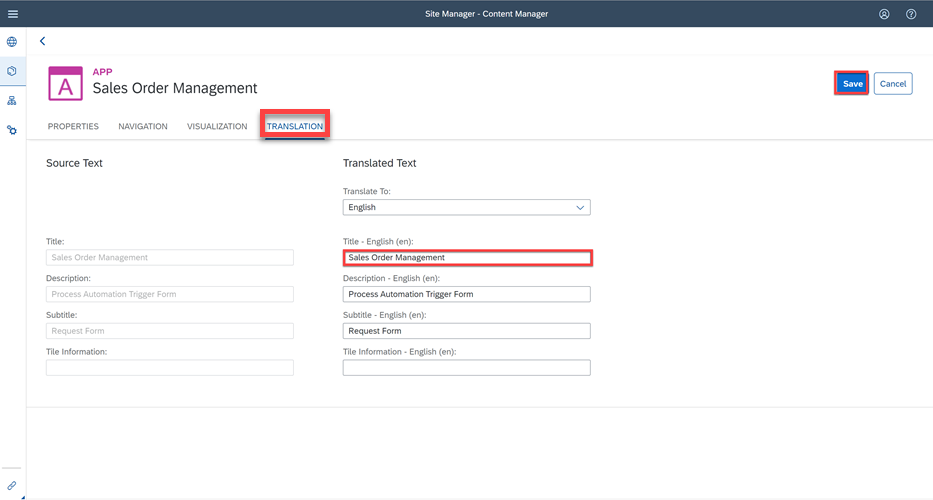 Site Manager - Content Manager
APP
A
Sales Order Management
Save
Cancel
PROPERTIES NAVIGATION VISUALIZATION TRANSLATION
Source Text
Translated Text
Translate To:
English
Title:
Title - English (en):
Sales Order Management
Sales Order Management
Description:
Description - English (en):
Process Automation Trigger Form
Process Automation Trigger Form
Subtitle:
Subtitle - English (en):
Request Form
Request Form
Tile Information:
Tile Information - English (en):